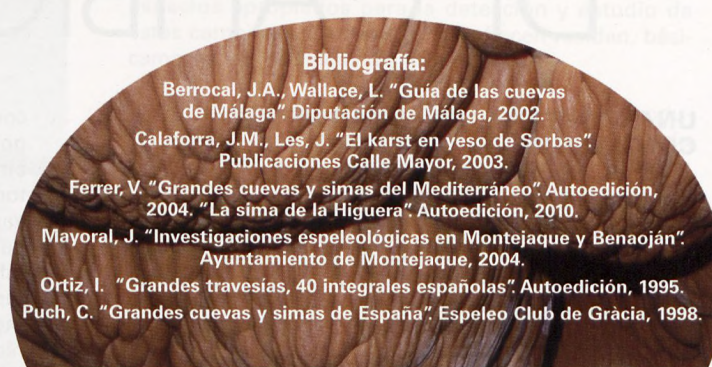 Bibliografía:
Berrocal, J.A., Wallace, L. “Guía de las cuevas
de Málaga”. Diputación de Málaga, 2002.
Calaforra, J.M., Les, J. “El karst en yeso de Sorbas”.
Publicaciones Calle Mayor, 2003.
Ferrer, V. “Grandes cuevas y simas del Mediterráneo”. Autoedición,
2004. “La sima de la Higuera”. Autoedición, 2010.
Mayoral, J. “Investigaciones espeleológicas en Montejaque y Benaoján”.
Ayuntamiento de Montejaque, 2004.
Ortiz, I. “Grandes travesías, 40 integrales españolas”. Autoedición, 1995.
Puch, C. “Grandes cuevas y simas de España”. Espeleo Club de Gràcia, 1998.